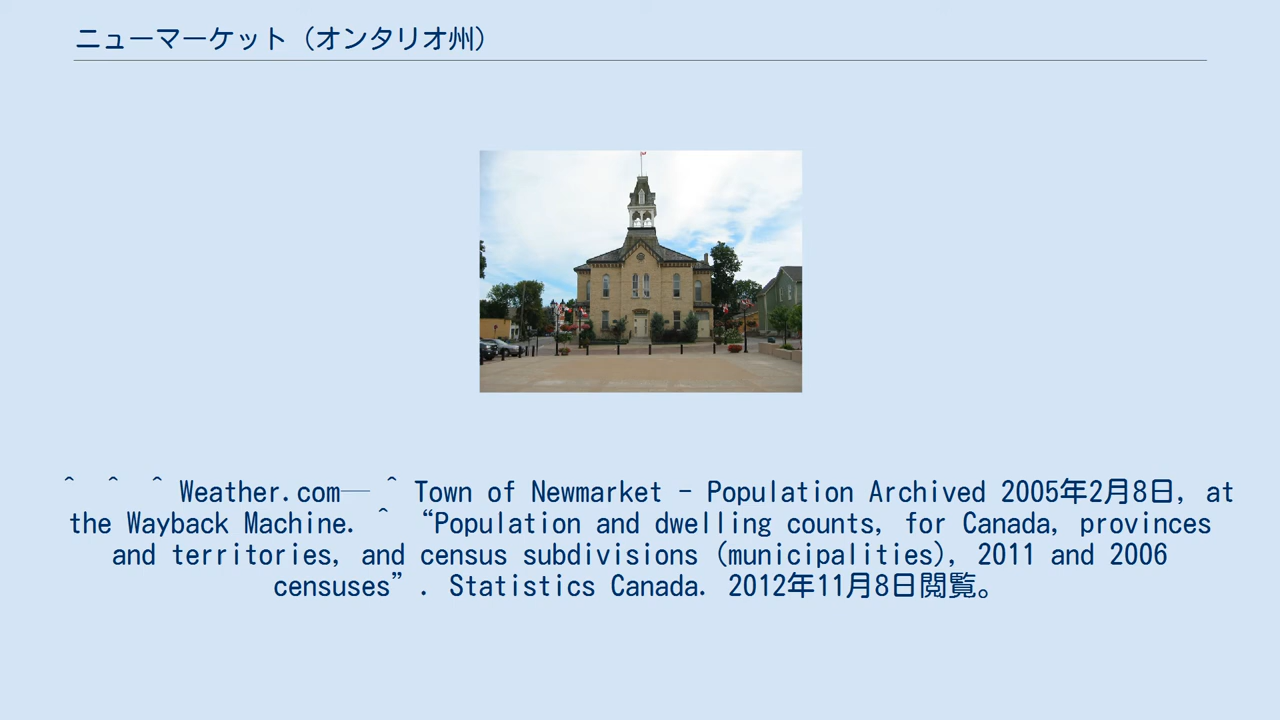 ニューマーケット（オンタリオ州）
^ ^ ^ Weather.com― ^ Town of Newmarket - Population Archived 2005年2月8日, at
the Wayback Machine. ^ “Population and dwelling counts, for Canada, provinces
and territories, and census subdivisions (municipalities), 2011 and 2006
censuses”. Statistics Canada. 2012年11月8日閲覧。